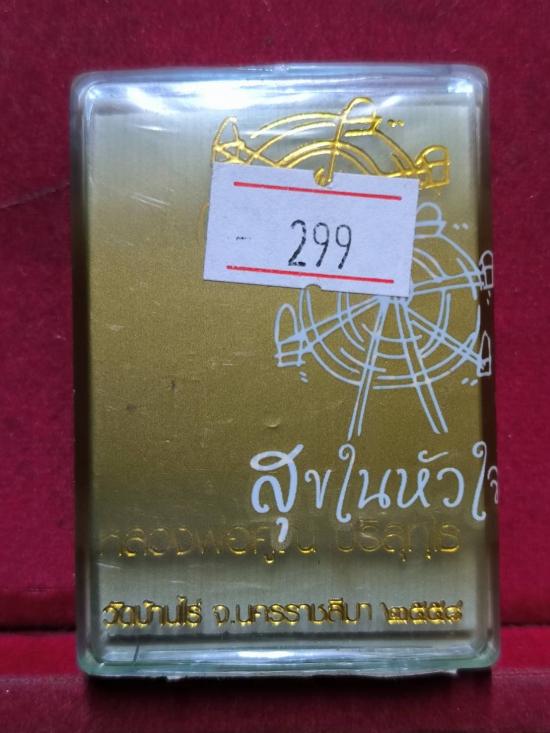 - 299
สุขในหัวใจ
หลวงพ่อคูณ ปริสุทฺโธ
วัดบ้านไร่ จ.นครราชสีมา ๒๕๕๘